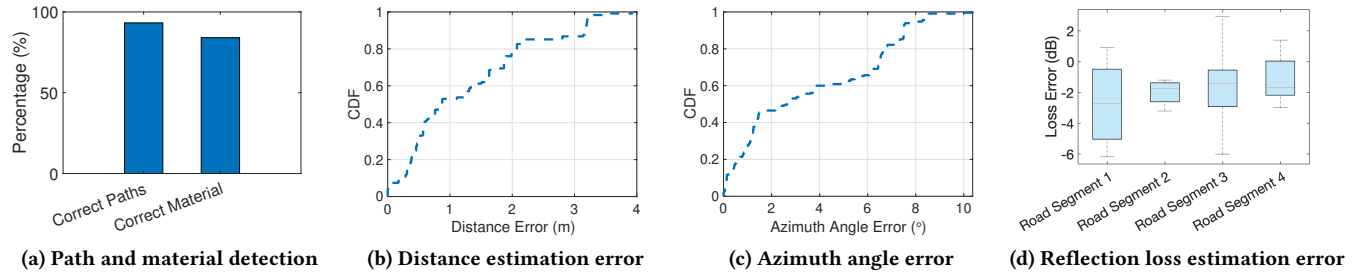 Percentage (%)
100
50
0
Correct Paths
Correct Material
(a) Path and material detection
CDF
1
0.8
0.6
0.4
0.2
0
0
1
2
3
4
Distance Error (m)
(b) Distance estimation error
CDF
1
0.8
0.6
0.4
0.2
0
0
2
4
6
8
10
Azimuth Angle Error (°)
(c) Azimuth angle error
Loss Error (dB)
2
0
-2
-4
-6
Road Segment 1
Road Segment 2
Road Segment 3
Road Segment 4
(d) Reflection loss estimation error